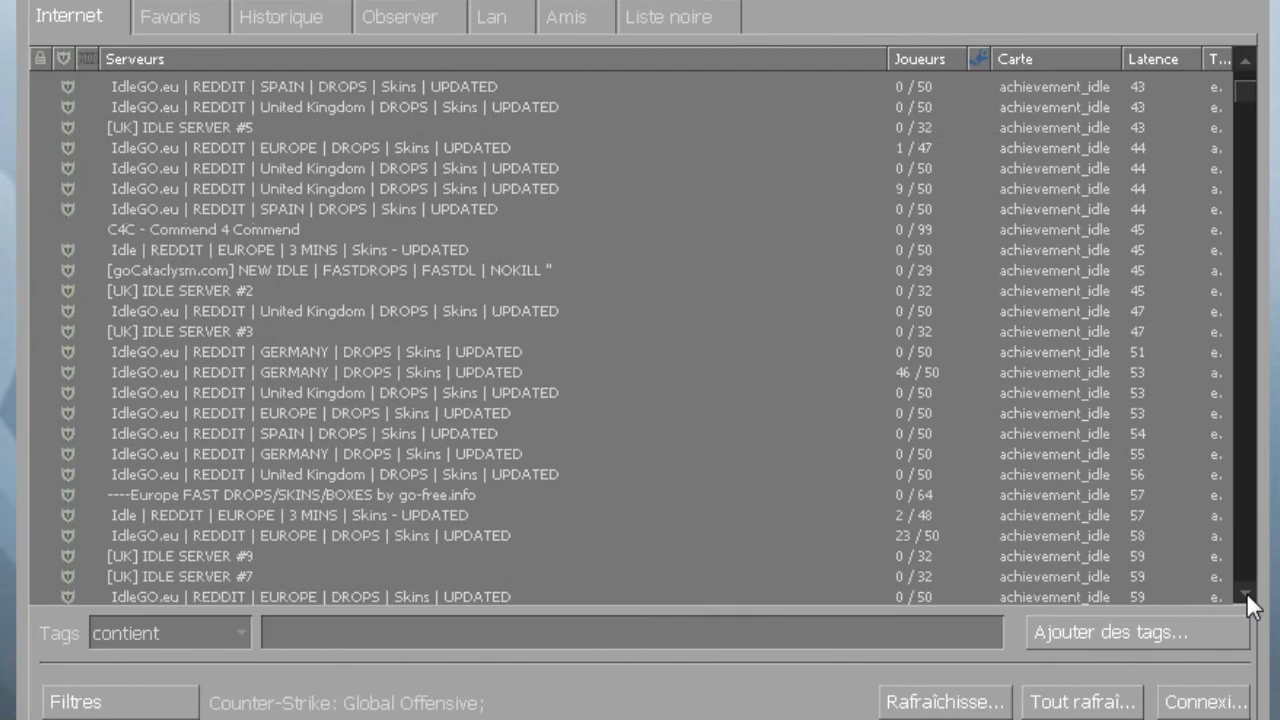 Internet Favoris Historique Observer Lan Amis Liste noire
Serveurs Joueurs Carte Latence T...
IdleGO.eu | REDDIT | SPAIN | DROPS | Skins | UPDATED 0 / 50 achievement_idle 43 e.
IdleGO.eu | REDDIT | United Kingdom | DROPS | Skins | UPDATED 0 / 50 achievement_idle 43 e.
[UK] IDLE SERVER #5 0 / 32 achievement_idle 43 e.
IdleGO.eu | REDDIT | EUROPE | DROPS | Skins | UPDATED 1 / 47 achievement_idle 44 a.
IdleGO.eu | REDDIT | United Kingdom | DROPS | Skins | UPDATED 0 / 50 achievement_idle 44 e.
IdleGO.eu | REDDIT | United Kingdom | DROPS | Skins | UPDATED 9 / 50 achievement_idle 44 a.
IdleGO.eu | REDDIT | SPAIN | DROPS | Skins | UPDATED 0 / 50 achievement_idle 44 e.
C4C - Commend 4 Commend 0 / 99 achievement_idle 45 e.
Idle | REDDIT | EUROPE | 3 MINS | Skins - UPDATED 0 / 50 achievement_idle 45 e.
[goCataclysm.com] NEW IDLE | FASTDROPS | FASTDL | NOKILL " 0 / 29 achievement_idle 45 a.
[UK] IDLE SERVER #2 0 / 32 achievement_idle 45 e.
IdleGO.eu | REDDIT | United Kingdom | DROPS | Skins | UPDATED 0 / 50 achievement_idle 47 e.
[UK] IDLE SERVER #3 0 / 32 achievement_idle 47 e.
IdleGO.eu | REDDIT | GERMANY | DROPS | Skins | UPDATED 0 / 50 achievement_idle 51 e.
IdleGO.eu | REDDIT | GERMANY | DROPS | Skins | UPDATED 46 / 50 achievement_idle 53 a.
IdleGO.eu | REDDIT | United Kingdom | DROPS | Skins | UPDATED 0 / 50 achievement_idle 53 e.
IdleGO.eu | REDDIT | EUROPE | DROPS | Skins | UPDATED 0 / 50 achievement_idle 53 e.
IdleGO.eu | REDDIT | SPAIN | DROPS | Skins | UPDATED 0 / 50 achievement_idle 54 e.
IdleGO.eu | REDDIT | GERMANY | DROPS | Skins | UPDATED 0 / 50 achievement_idle 55 e.
IdleGO.eu | REDDIT | United Kingdom | DROPS | Skins | UPDATED 0 / 50 achievement_idle 56 e.
----Europe FAST DROPS/SKINS/BOXES by go-free.info 0 / 64 achievement_idle 57 e.
Idle | REDDIT | EUROPE | 3 MINS | Skins - UPDATED 2 / 48 achievement_idle 57 a.
IdleGO.eu | REDDIT | EUROPE | DROPS | Skins | UPDATED 23 / 50 achievement_idle 58 a.
[UK] IDLE SERVER #9 0 / 32 achievement_idle 59 e.
[UK] IDLE SERVER #7 0 / 32 achievement_idle 59 e.
IdleGO.eu | REDDIT | EUROPE | DROPS | Skins | UPDATED 0 / 50 achievement_idle 59 e.
Tags contient Ajouter des tags...
Filtres Counter-Strike: Global Offensive; Rafraîchisse... Tout rafraî... Connexi...